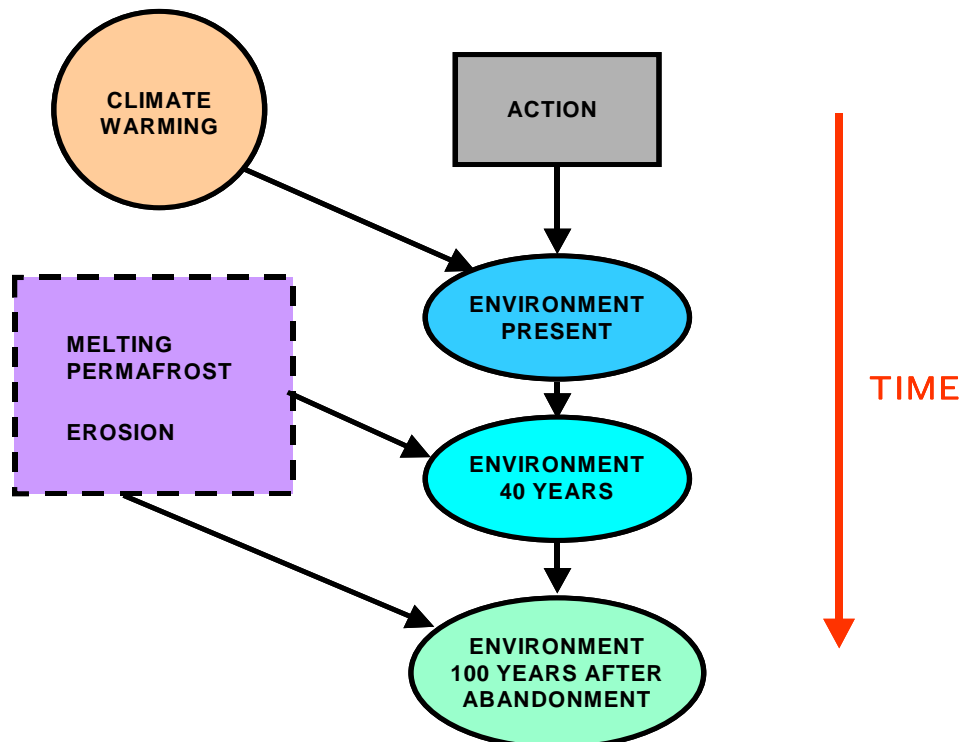 CLIMATE
WARMING
ACTION
ENVIRONMENT
PRESENT
MELTING
PERMAFROST
EROSION
TIME
ENVIRONMENT
40 YEARS
ENVIRONMENT
100 YEARS AFTER
ABANDONMENT